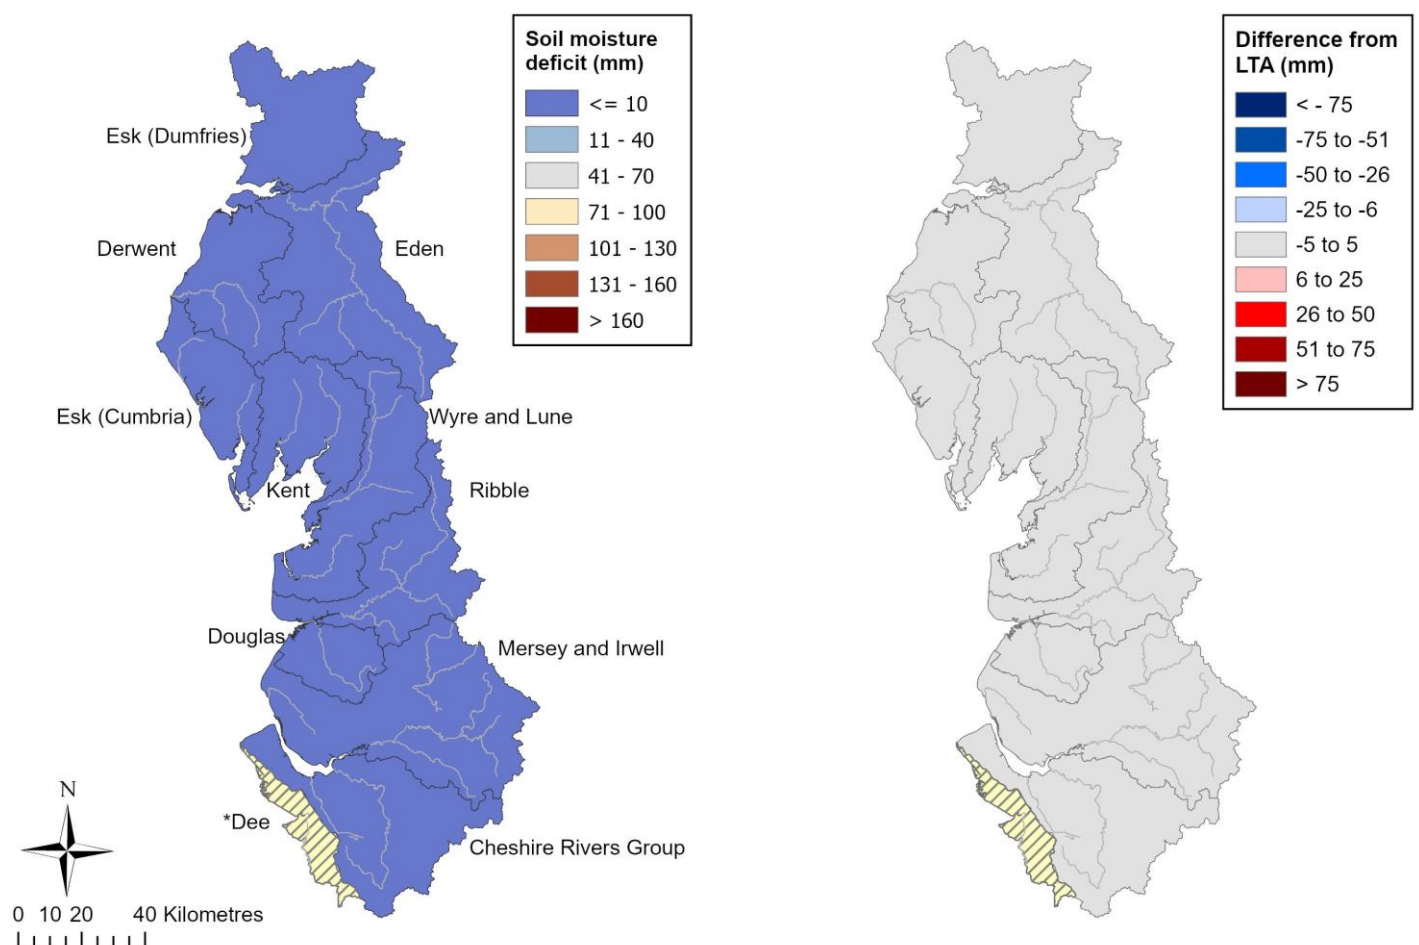 Soil moisture
deficit (mm)
<= 10
11 - 40
41 - 70
71 - 100
101 - 130
131 - 160
> 160
Esk (Dumfries)
Derwent
Eden
Esk (Cumbria)
Wyre and Lune
Kent
Ribble
Douglas
Mersey and Irwell
*Dee
Cheshire Rivers Group
N
0 10 20 40 Kilometres
Difference from
LTA (mm)
< - 75
-75 to -51
-50 to -26
-25 to -6
-5 to 5
6 to 25
26 to 50
51 to 75
> 75